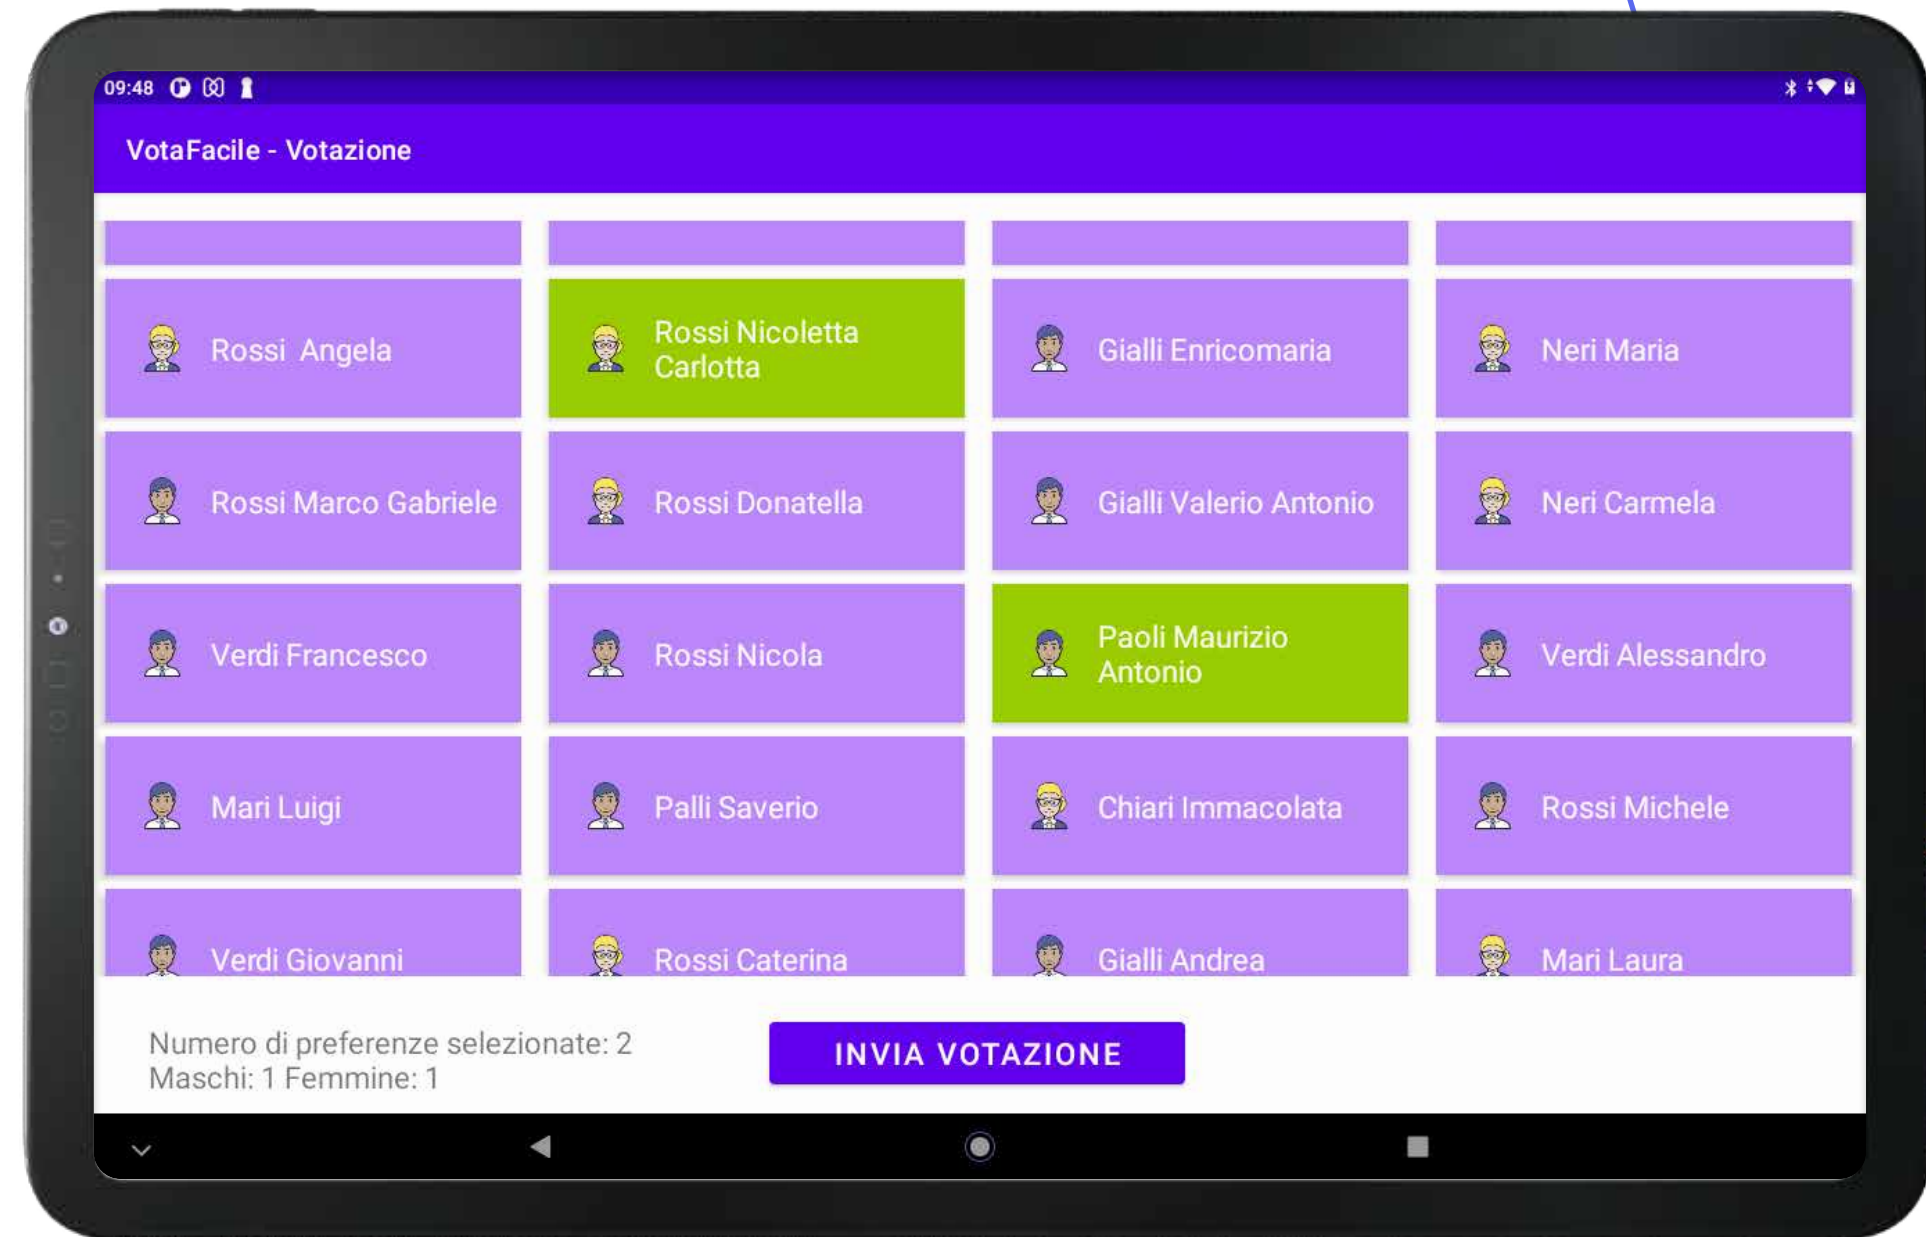 09:48
VotaFacile - Votazione
Rossi  Angela
Rossi Nicoletta
Carlotta
Gialli Enricomaria
Neri Maria
Rossi Marco Gabriele
Rossi Donatella
Gialli Valerio Antonio
Neri Carmela
Verdi Francesco
Rossi Nicola
Paoli Maurizio
Antonio
Verdi Alessandro
Mari Luigi
Palli Saverio
Chiari Immacolata
Rossi Michele
Verdi Giovanni
Rossi Caterina
Gialli Andrea
Mari Laura
Numero di preferenze selezionate: 2
Maschi: 1 Femmine: 1
INVIA VOTAZIONE